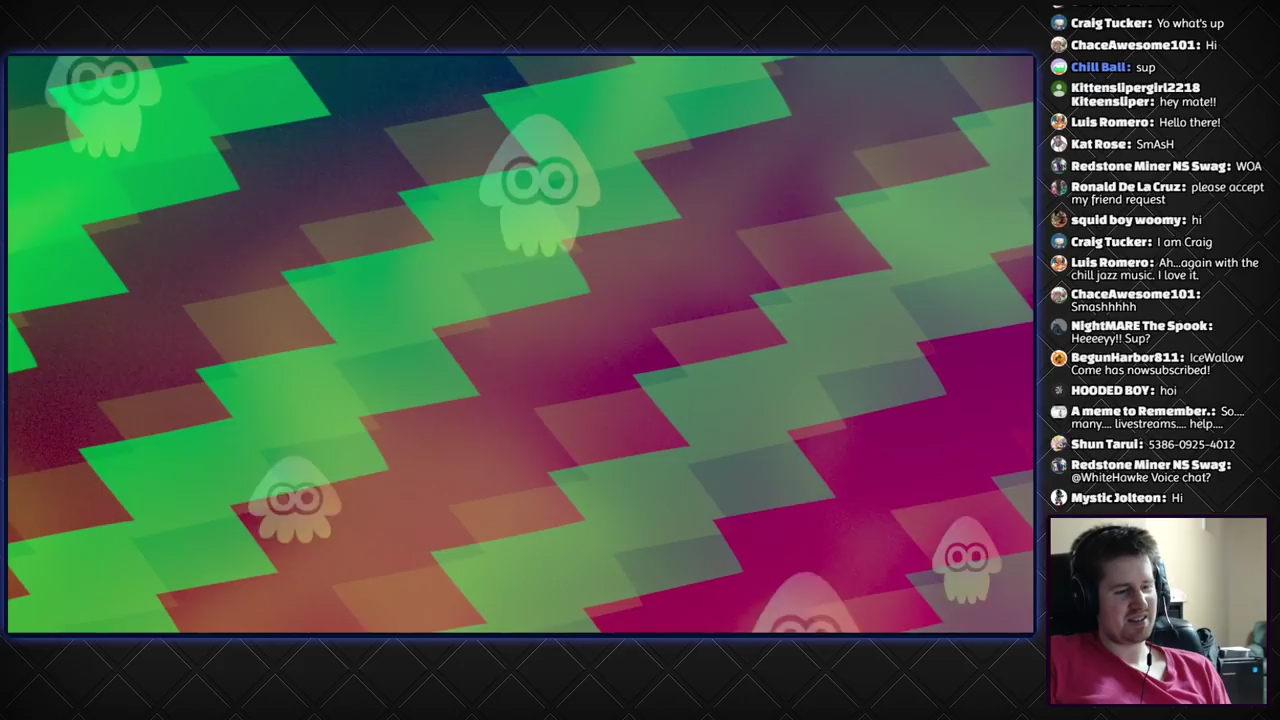 Craig Tucker: Yo what's up
ChaceAwesome101: Hi
Chill Ball: sup
Kittenslipergirl2218
Kiteensliper: hey mate!!
Luis Romero: Hello there!
Kat Rose: SmAsH
Redstone Miner NS Swag: WOA
Ronald De La Cruz: please accept
my friend request
squid boy woomy: hi
Craig Tucker: I am Craig
Luis Romero: Ah...again with the
chill jazz music. I love it.
ChaceAwesome101:
Smashhhhh
NightMARE The Spook:
Heeeeyy!! Sup?
BegunHarbor811: IceWallow
Come has nowsubscribed!
HOODED BOY: hoi
A meme to Remember.: So....
many.... livestreams.... help....
Shun Tarui: 5386-0925-4012
Redstone Miner NS Swag:
@WhiteHawke Voice chat?
Mystic Jolteon: Hi